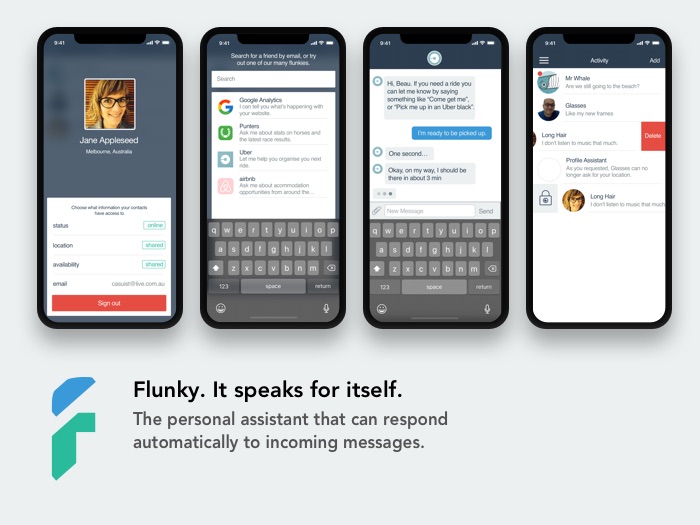 9:41
Jane Appleseed
Melbourne, Australia
Choose what information your contacts
have access to.
status
online
location
shared
availability
shared
email
casuist@live.com.au
Sign out
9:41
Search for a friend by email, or try
out one of our many flunkies.
Search
Google Analytics
I can tell you what's happening with
your website.
Punters
Ask me about stats on horses and
the latest race results.
Uber
Let me help you organise you next
ride.
airbnb
Ask me about acommodation
opportunities from around the…
q w e r t y u i o p
a s d f g h j k l
z x c v b n m
123
space
return
9:41
Hi, Beau. If you need a ride you
can let me know by saying
something like "Come get me",
or "Pick me up in an Uber black".
I'm ready to be picked up.
One second…
Okay, on my way, I should be
there in about 3 min
New Message
Send
q w e r t y u i o p
a s d f g h j k l
z x c v b n m
123
space
return
9:41
Activity
Add
Mr Whale
Are we still going to the beach?
Glasses
Like my new frames
Long Hair
I don't listen to music that much.
Delete
Profile Assistant
As you requested, Glasses can no
longer ask for your location.
Long Hair
I don't listen to music that much
Flunky. It speaks for itself.
The personal assistant that can respond
automatically to incoming messages.